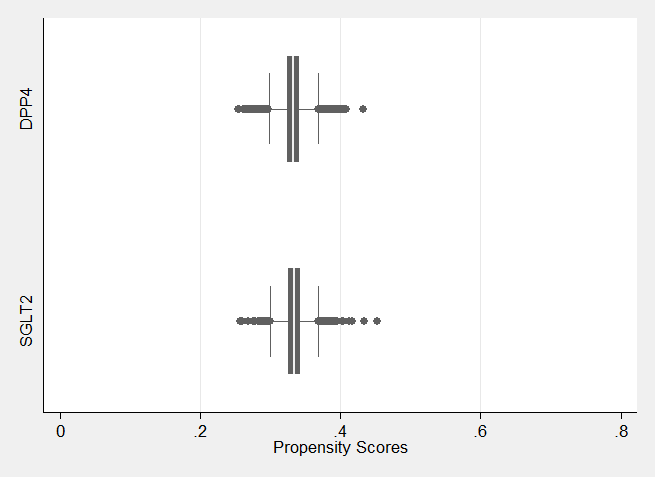 DPP4
SGLT2
0 .2 .4 .6 .8
Propensity Scores